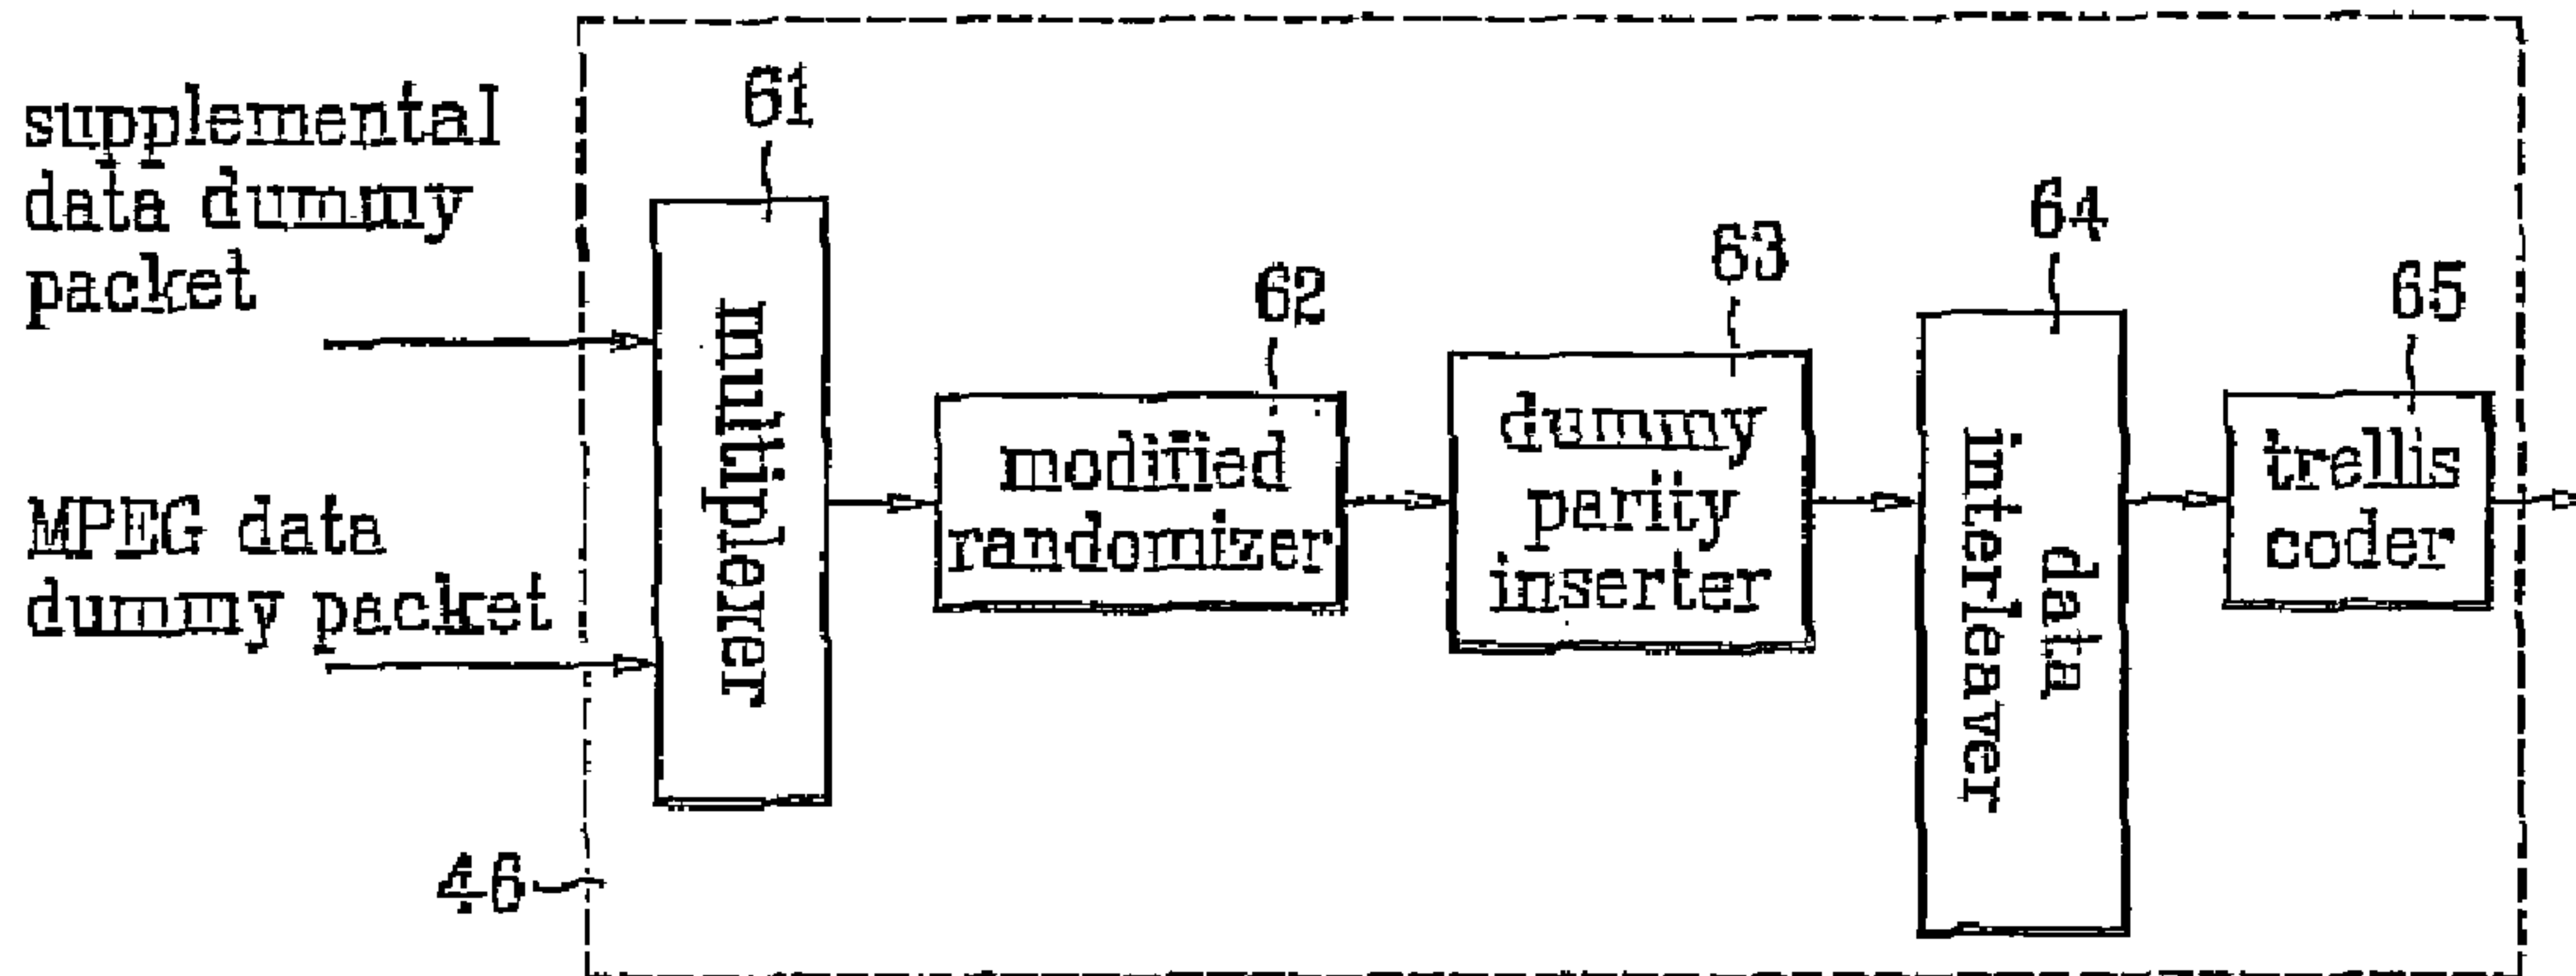 supplemental
data dummy
packet
MPEG data
dummy packet
46
61
multiplexer
62
modified
randomizer
63
dummy
parity
inserter
64
data
interleaver
65
trellis
coder